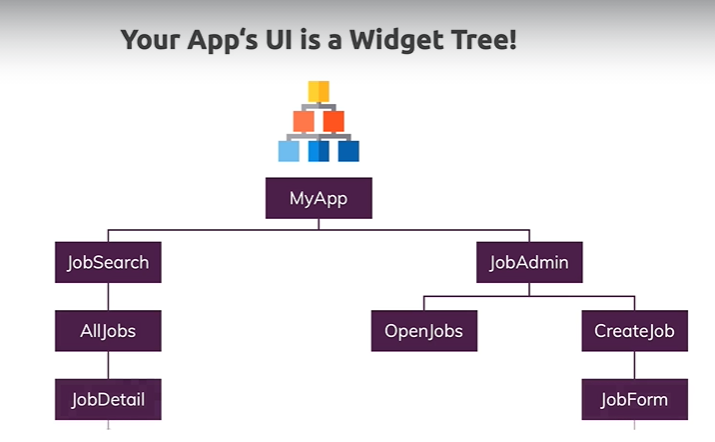 Your App‘s UI is a Widget Tree!
MyApp
JobSearch
JobAdmin
AllJobs
OpenJobs
CreateJob
JobDetail
JobForm